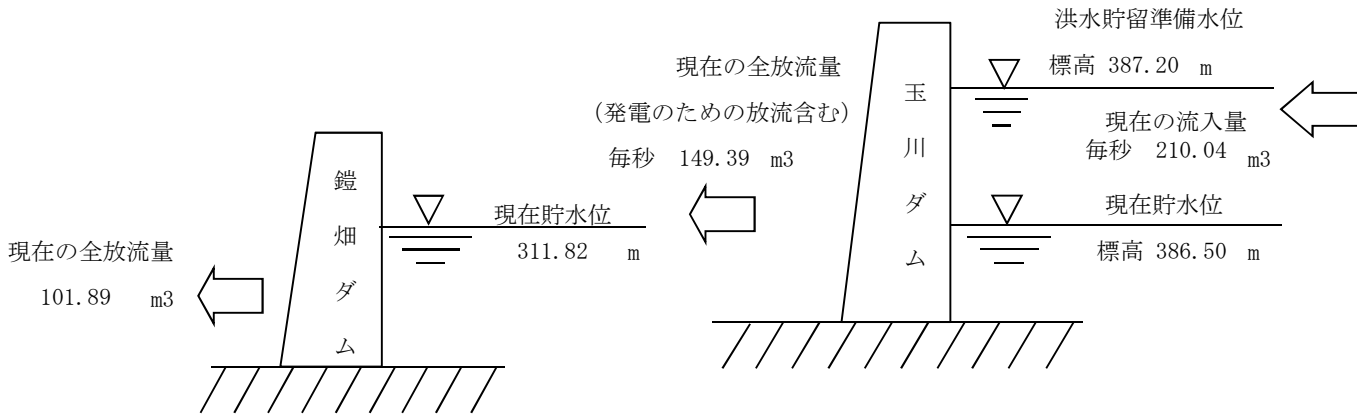 洪水貯留準備水位
標高 387.20 m
現在の全放流量
(発電のための放流含む)
毎秒 149.39 m3
玉川ダム
現在の流入量
毎秒 210.04 m3
現在貯水位
標高 386.50 m
鎧畑ダム
現在貯水位
311.82 m
現在の全放流量
101.89 m3